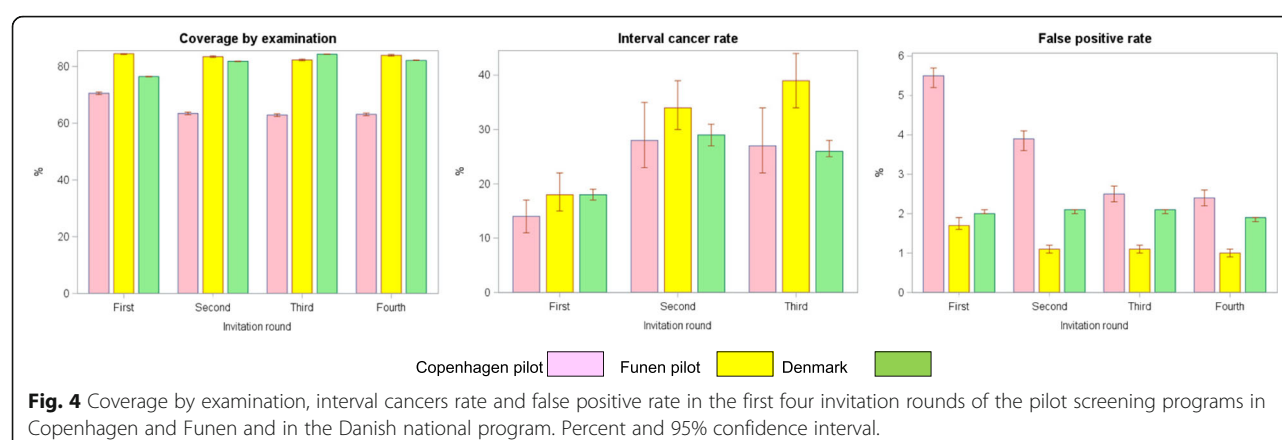 Coverage by examination
Interval cancer rate
False positive rate
80
60
40
20
0
%
First Second Third Fourth
Invitation round
40
30
20
10
0
%
First Second Third
Invitation round
6
5
4
3
2
1
0
%
First Second Third Fourth
Invitation round
Copenhagen pilot Funen pilot Denmark
Fig. 4 Coverage by examination, interval cancers rate and false positive rate in the first four invitation rounds of the pilot screening programs in
Copenhagen and Funen and in the Danish national program. Percent and 95% confidence interval.